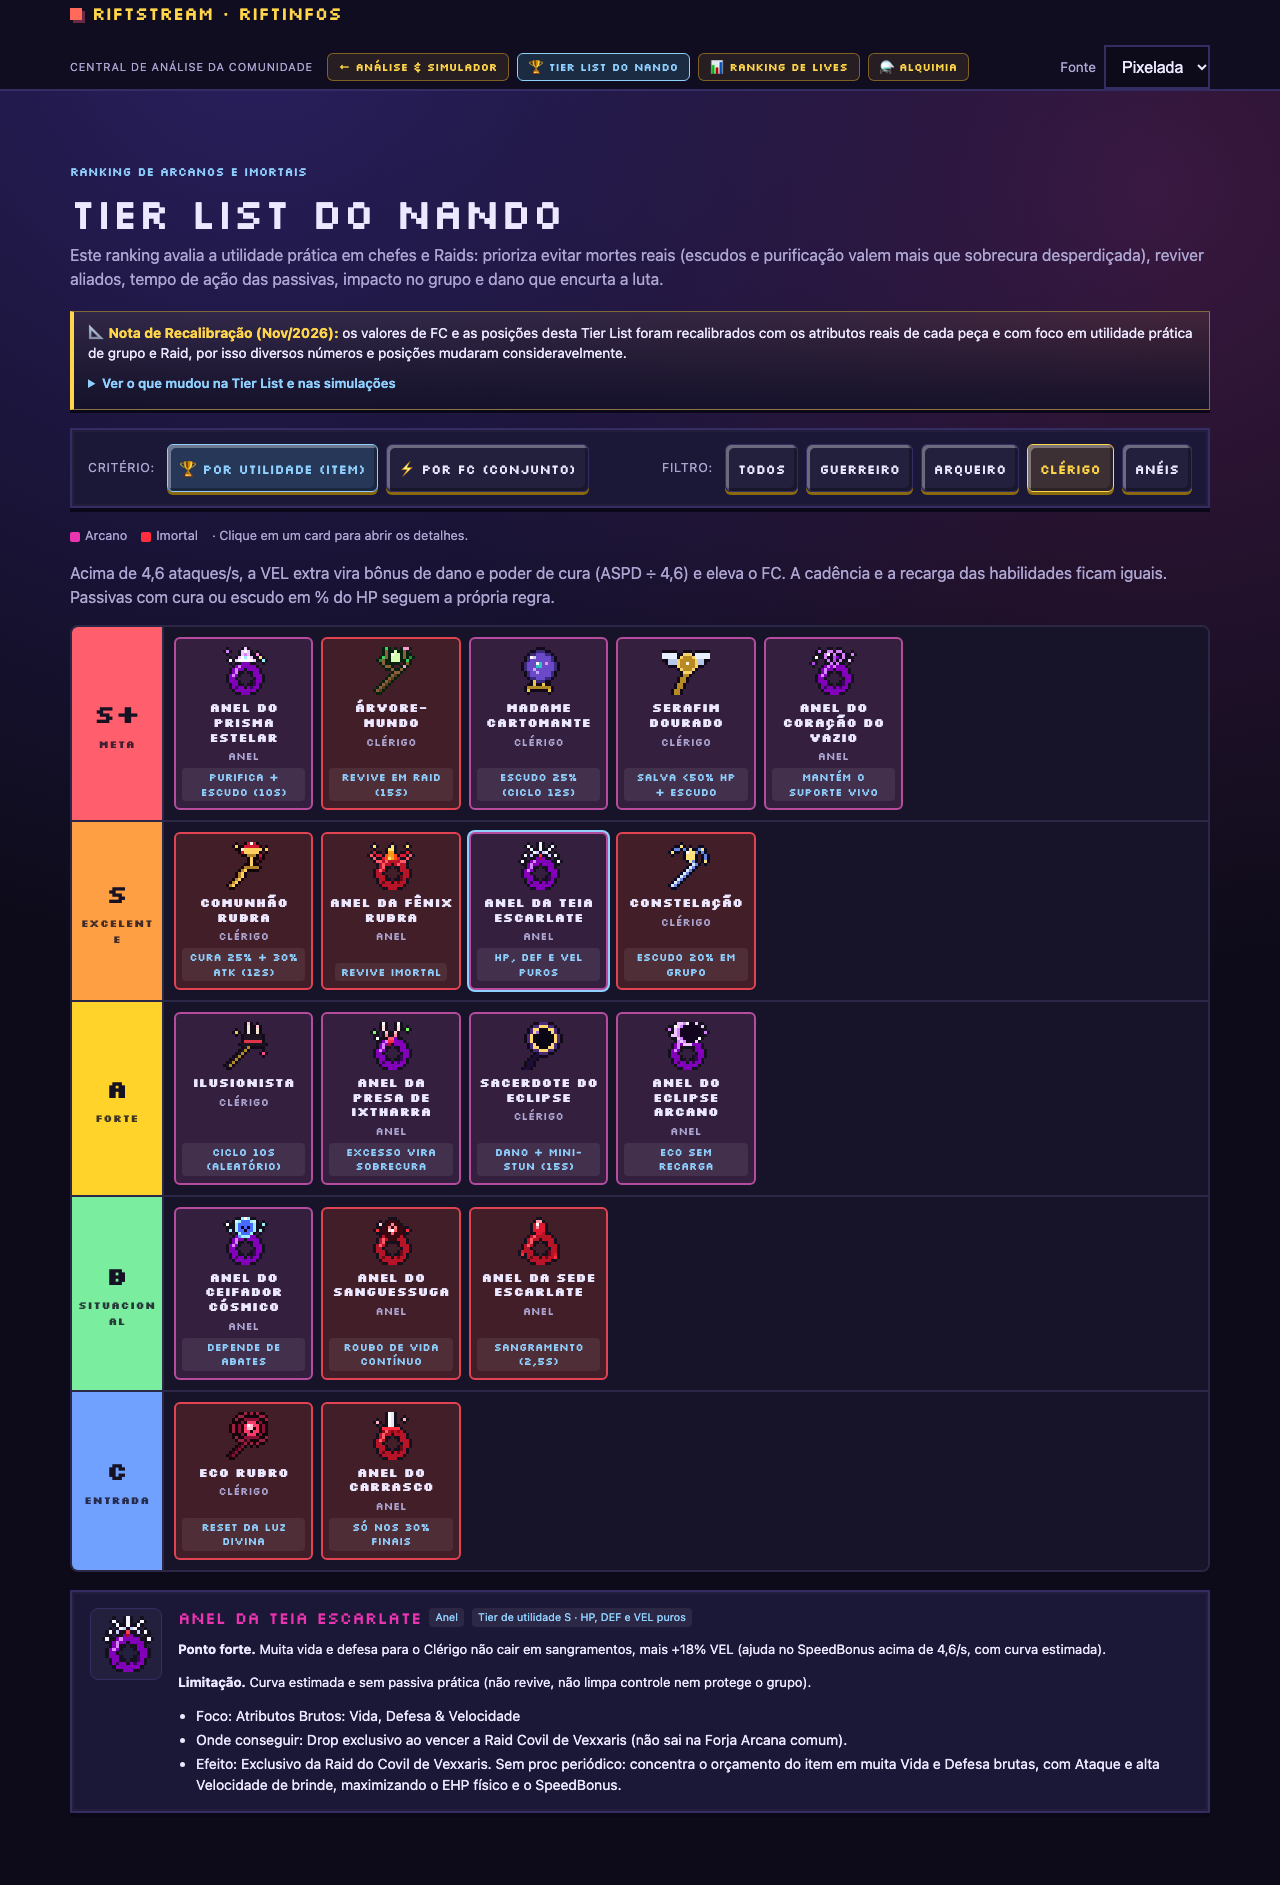 RIFTSTREAM · RIFTINFOS
CENTRAL DE ANÁLISE DA COMUNIDADE
← ANÁLISE & SIMULADOR
🏆 TIER LIST DO NANDO
📊 RANKING DE LIVES
ALQUIMIA
Fonte
Pixelada
RANKING DE ARCANOS E IMORTAIS
TIER LIST DO NANDO
Este ranking avalia a utilidade prática em chefes e Raids: prioriza evitar mortes reais (escudos e purificação valem mais que sobrecura desperdiçada), reviver
aliados, tempo de ação das passivas, impacto no grupo e dano que encurta a luta.
📐 Nota de Recalibração (Nov/2026): os valores de FC e as posições desta Tier List foram recalibrados com os atributos reais de cada peça e com foco em utilidade prática
de grupo e Raid, por isso diversos números e posições mudaram consideravelmente.
▶ Ver o que mudou na Tier List e nas simulações
CRITÉRIO:
🏆 POR UTILIDADE (ITEM)
⚡ POR FC (CONJUNTO)
FILTRO:
TODOS
GUERREIRO
ARQUEIRO
CLÉRIGO
ANÉIS
Arcano
Imortal
· Clique em um card para abrir os detalhes.
Acima de 4,6 ataques/s, a VEL extra vira bônus de dano e poder de cura (ASPD ÷ 4,6) e eleva o FC. A cadência e a recarga das habilidades ficam iguais.
Passivas com cura ou escudo em % do HP seguem a própria regra.
S+
META
ANEL DO
PRISMA
ESTELAR
ANEL
PURIFICA +
ESCUDO (10S)
ÁRVORE-
MUNDO
CLÉRIGO
REVIVE EM RAID
(15S)
MADAME
CARTOMANTE
CLÉRIGO
ESCUDO 25%
(CICLO 12S)
SERAFIM
DOURADO
CLÉRIGO
SALVA <50% HP
+ ESCUDO
ANEL DO
CORAÇÃO DO
VAZIO
ANEL
MANTÉM O
SUPORTE VIVO
S
EXCELENT
E
COMUNHÃO
RUBRA
CLÉRIGO
CURA 25% + 30%
ATK (12S)
ANEL DA FÊNIX
RUBRA
ANEL
REVIVE IMORTAL
ANEL DA TEIA
ESCARLATE
ANEL
HP, DEF E VEL
PUROS
CONSTELAÇÃO
CLÉRIGO
ESCUDO 20% EM
GRUPO
A
FORTE
ILUSIONISTA
CLÉRIGO
CICLO 10S
(ALEATÓRIO)
ANEL DA
PRESA DE
IXTHARRA
ANEL
EXCESSO VIRA
SOBRECURA
SACERDOTE DO
ECLIPSE
CLÉRIGO
DANO + MINI-
STUN (15S)
ANEL DO
ECLIPSE
ARCANO
ANEL
ECO SEM
RECARGA
B
SITUACION
AL
ANEL DO
CEIFADOR
CÓSMICO
ANEL
DEPENDE DE
ABATES
ANEL DO
SANGUESSUGA
ANEL
ROUBO DE VIDA
CONTÍNUO
ANEL DA SEDE
ESCARLATE
ANEL
SANGRAMENTO
(2,5S)
C
ENTRADA
ECO RUBRO
CLÉRIGO
RESET DA LUZ
DIVINA
ANEL DO
CARRASCO
ANEL
SÓ NOS 30%
FINAIS
ANEL DA TEIA ESCARLATE
Anel
Tier de utilidade S · HP, DEF e VEL puros
Ponto forte. Muita vida e defesa para o Clérigo não cair em sangramentos, mais +18% VEL (ajuda no SpeedBonus acima de 4,6/s, com curva estimada).
Limitação. Curva estimada e sem passiva prática (não revive, não limpa controle nem protege o grupo).
• Foco: Atributos Brutos: Vida, Defesa & Velocidade
• Onde conseguir: Drop exclusivo ao vencer a Raid Covil de Vexxaris (não sai na Forja Arcana comum).
• Efeito: Exclusivo da Raid do Covil de Vexxaris. Sem proc periódico: concentra o orçamento do item em muita Vida e Defesa brutas, com Ataque e alta
Velocidade de brinde, maximizando o EHP físico e o SpeedBonus.